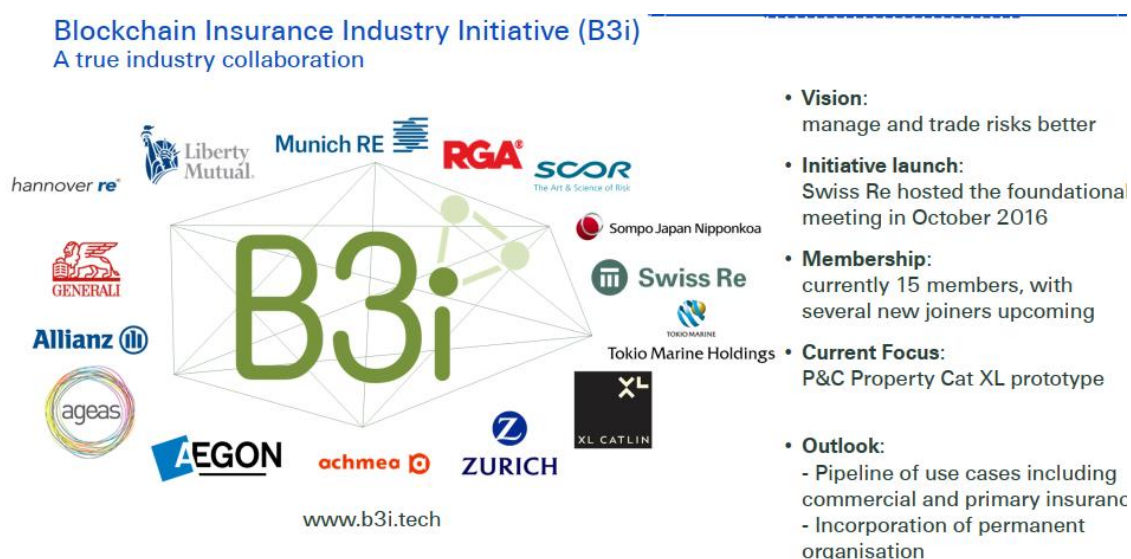 Blockchain Insurance Industry Initiative (B3i)
A true industry collaboration
hannover re
Liberty
Mutual.
Munich RE
RGA
SCOR
The Art & Science of Risk
Sompo Japan Nipponkoa
Swiss Re
TOKIO MARINE
Tokio Marine Holdings
XL
XL CATLIN
Z
ZURICH
achmea
AEGON
ageas
Allianz
GENERALI
B3i
www.b3i.tech
• Vision:
manage and trade risks better
• Initiative launch:
Swiss Re hosted the foundational
meeting in October 2016
• Membership:
currently 15 members, with
several new joiners upcoming
• Current Focus:
P&C Property Cat XL prototype
• Outlook:
- Pipeline of use cases including
commercial and primary insuranc
- Incorporation of permanent
organisation